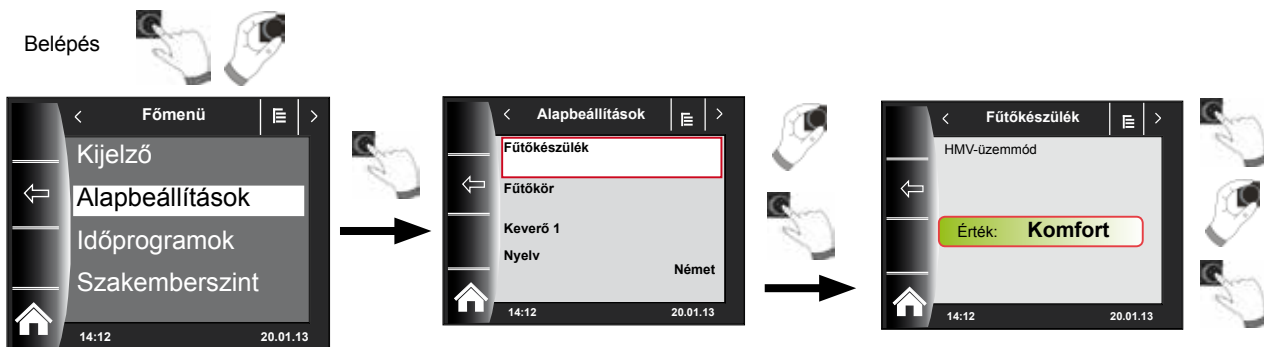 Belépés
< Főmenü >
Kijelző
Alapbeállítások
Időprogramok
Szakemberszint
14:12 20.01.13
< Alapbeállítások >
Fűtőkészülék
Fűtőkör
Keverő 1
Nyelv
Német
14:12 20.01.13
< Fűtőkészülék >
HMV-üzemmód
Érték: Komfort
14:12 20.01.13